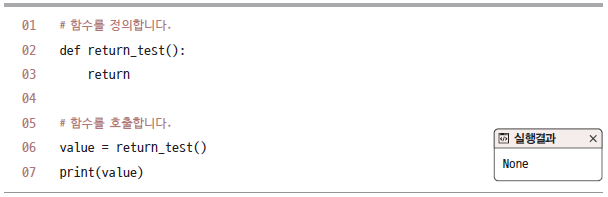 01 # 함수를 정의합니다.
02 def return_test():
03     return
04
05 # 함수를 호출합니다.
06 value = return_test()
07 print(value)
실행결과 ×
None